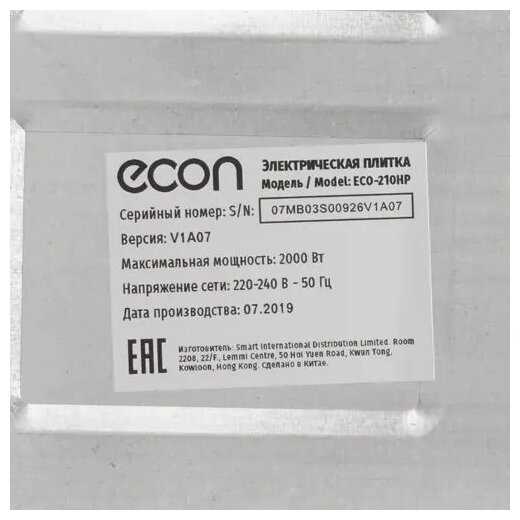 econ ЭЛЕКТРИЧЕСКАЯ ПЛИТКА
Модель / Model: ECO-210HP
Серийный номер: S/N: 07MB03S00926V1A07
Версия: V1A07
Максимальная мощность: 2000 Вт
Напряжение сети: 220-240 В - 50 Гц
Дата производства: 07.2019
EAC
Изготовитель: Smart International Distribution Limited. Room
2208, 22/F., Lemmi Centre, 50 Hoi Yuen Road, Kwun Tong,
Kowloon, Hong Kong. Сделано в Китае.